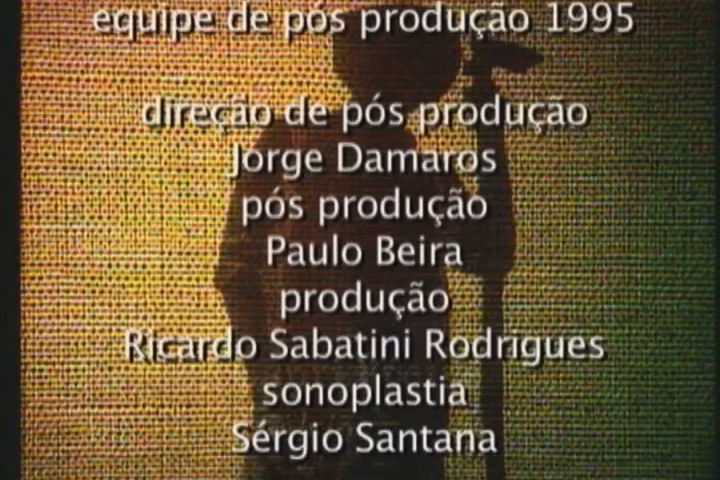 equipe de pós produção 1995
direção de pós produção
Jorge Damaros
pós produção
Paulo Beira
produção
Ricardo Sabatini Rodrigues
sonoplastia
Sérgio Santana